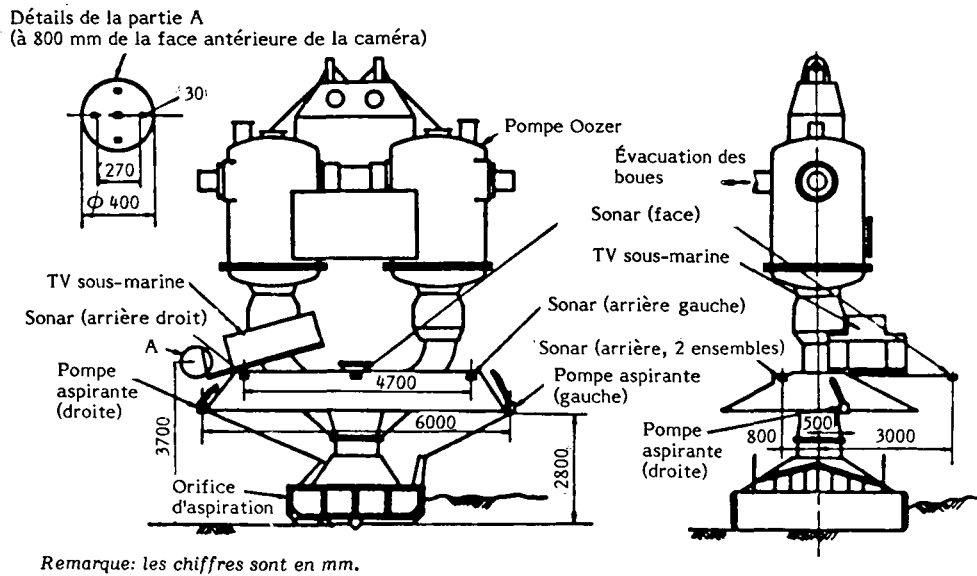 Détails de la partie A
(à 800 mm de la face antérieure de la caméra)
30
270
Φ 400
Pompe Oozer
Évacuation des
boues
Sonar (face)
TV sous-marine
TV sous-marine
Sonar (arrière droit)
A
Sonar (arrière gauche)
Sonar (arrière, 2 ensembles)
Pompe
aspirante
(droite)
4700
Pompe aspirante
(gauche)
6000
3700
2800
500
800
3000
Pompe
aspirante
(droite)
Orifice
d'aspiration
Remarque: les chiffres sont en mm.